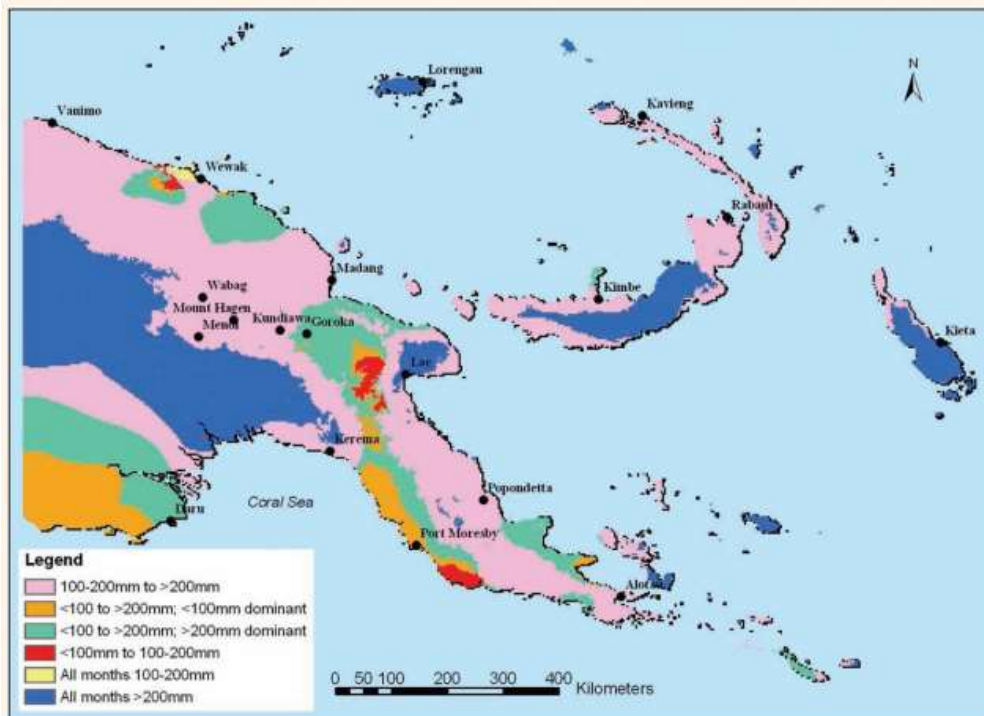 N
Lorengau
Kavieng
Vanimo
Wewak
Rabaul
Madang
Wabag
Kimbe
Mount Hagen
Kundiawa
Goroka
Mendi
Kieta
Lae
Kerema
Popondetta
Coral Sea
Daru
Port Moresby
Alotau
Legend
100-200mm to >200mm
<100 to >200mm; <100mm dominant
<100 to >200mm; >200mm dominant
<100mm to 100-200mm
All months 100-200mm
All months >200mm
0 50 100 200 300 400
Kilometers